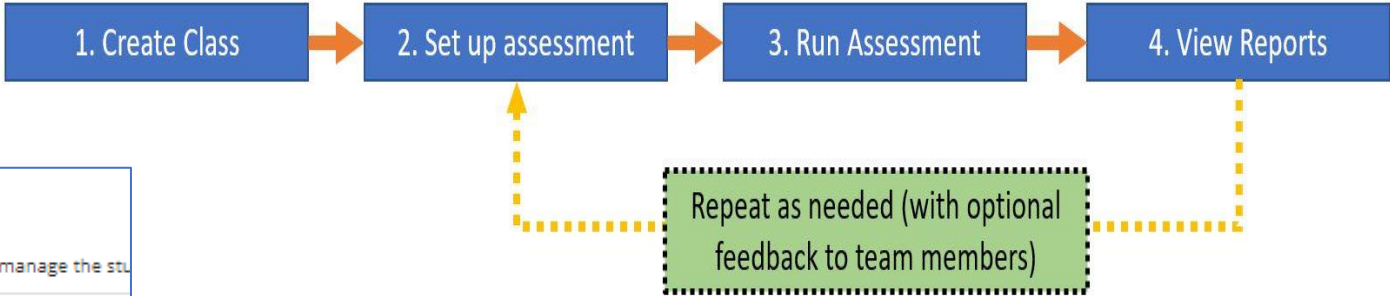 1. Create Class
2. Set up assessment
3. Run Assessment
4. View Reports
Repeat as needed (with optional
feedback to team members)
manage the stu